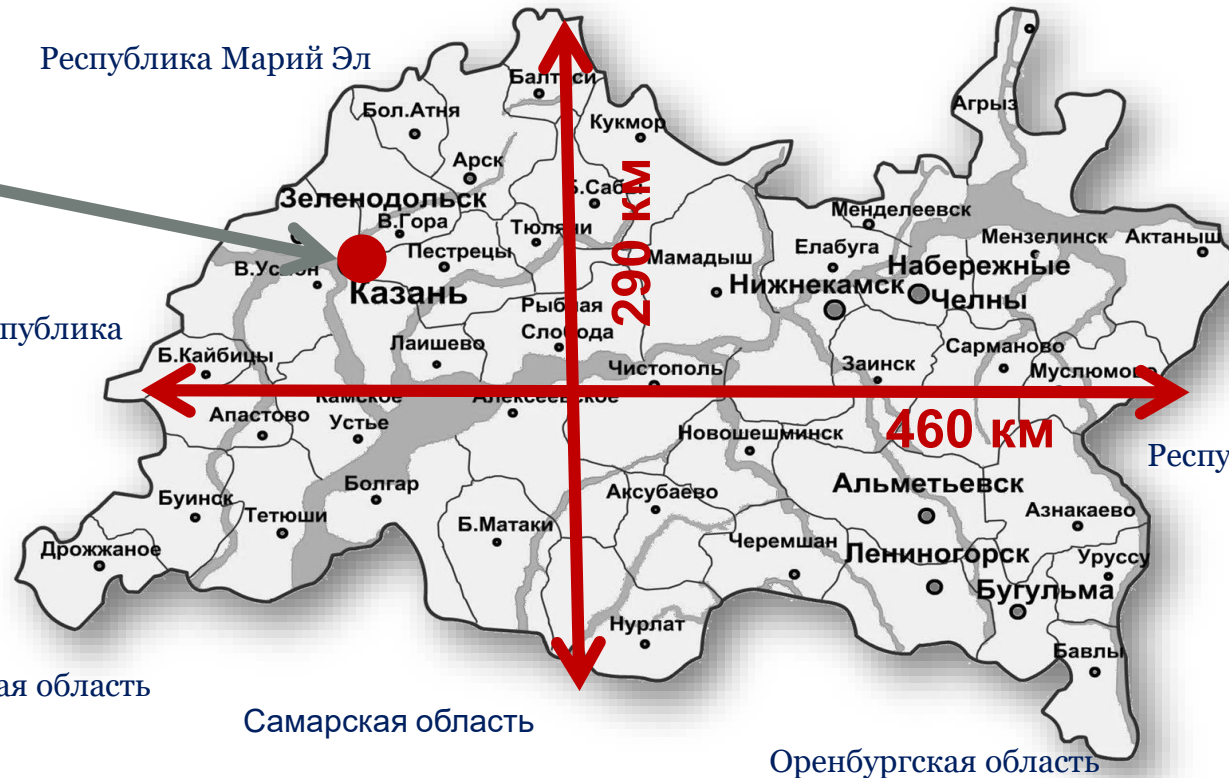 Республика Марий Эл
Балтаси
Агрыз
Бол.Атня
Кукмор
Арск
Б.Сабы
Зеленодольск
В.Гора
Тюлячи
Менделеевск
Пестрецы
Елабуга
Мензелинск
Актаныш
В.Услон
Мамадыш
Набережные
Челны
Нижнекамск
Казань
290 км
Рыбная
Слобода
публика
Лаишево
Б.Кайбицы
Чистополь
Заинск
Сарманово
Муслюмово
Камское
Устье
Алексеевское
Апастово
Новошешминск
460 км
Респу
Альметьевск
Болгар
Буинск
Аксубаево
Азнакаево
Тетюши
Б.Матаки
Черемшан
Лениногорск
Дрожжаное
Уруссу
Бугульма
Нурлат
Бавлы
ая область
Самарская область
Оренбургская область